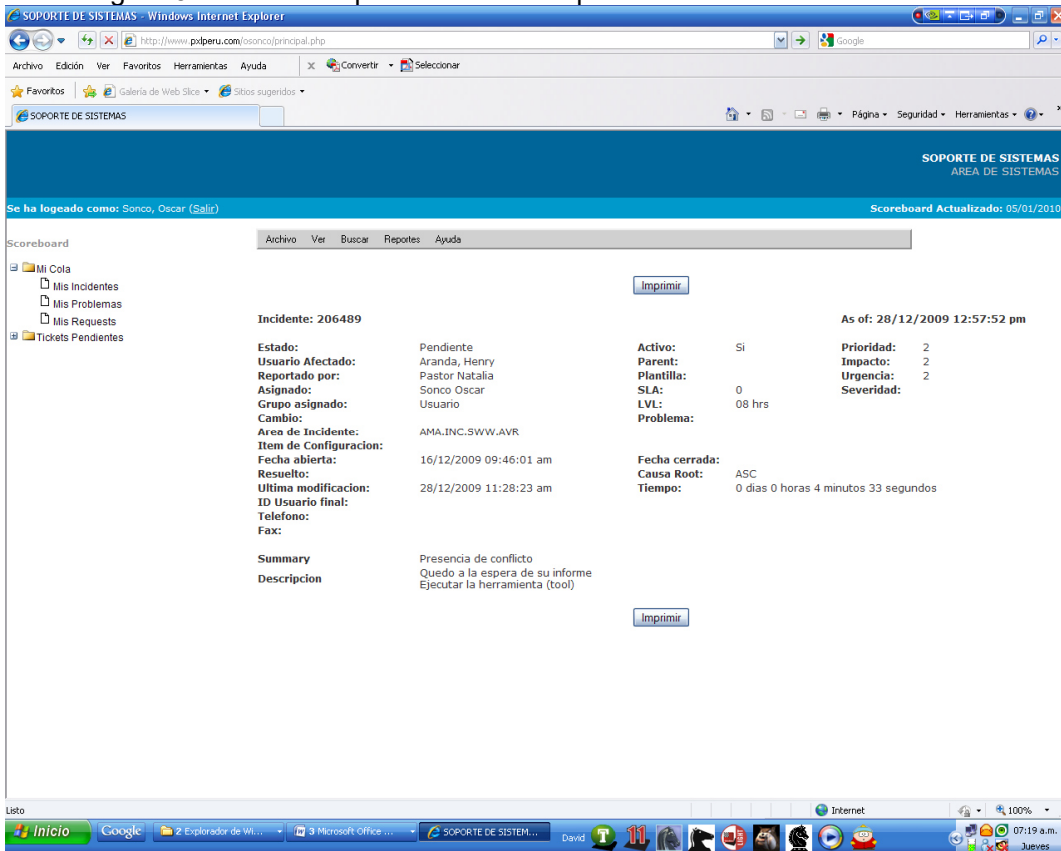 SOPORTE DE SISTEMAS - Windows Internet Explorer
http://www.pxlperu.com/osonco/principal.php
Google
Archivo Edición Ver Favoritos Herramientas Ayuda x Convertir Seleccionar
Favoritos Galería de Web Slice Sitios sugeridos
SOPORTE DE SISTEMAS Página Seguridad Herramientas
SOPORTE DE SISTEMAS
AREA DE SISTEMAS
Se ha logeado como: Sonco, Oscar (Salir) Scoreboard Actualizado: 05/01/2010
Scoreboard
Mi Cola
Mis Incidentes
Mis Problemas
Mis Requests
Tickets Pendientes
Archivo Ver Buscar Reportes Ayuda
Imprimir
Incidente: 206489 As of: 28/12/2009 12:57:52 pm
Estado: Pendiente Activo: Si Prioridad: 2
Usuario Afectado: Aranda, Henry Parent: Impacto: 2
Reportado por: Pastor Natalia Plantilla: Urgencia: 2
Asignado: Sonco Oscar SLA: 0 Severidad:
Grupo asignado: Usuario LVL: 08 hrs
Cambio: Problema:
Area de Incidente: AMA.INC.SWW.AVR
Item de Configuracion:
Fecha abierta: 16/12/2009 09:46:01 am Fecha cerrada:
Resuelto: Causa Root: ASC
Ultima modificacion: 28/12/2009 11:28:23 am Tiempo: 0 dias 0 horas 4 minutos 33 segundos
ID Usuario final:
Telefono:
Fax:
Summary Presencia de conflicto
Descripcion Quedo a la espera de su informe
Ejecutar la herramienta (tool)
Imprimir
Listo Internet 100%
Inicio Google 2 Explorador de Wi... 3 Microsoft Office ... SOPORTE DE SISTEM... David 11 07:19 a.m.
Jueves